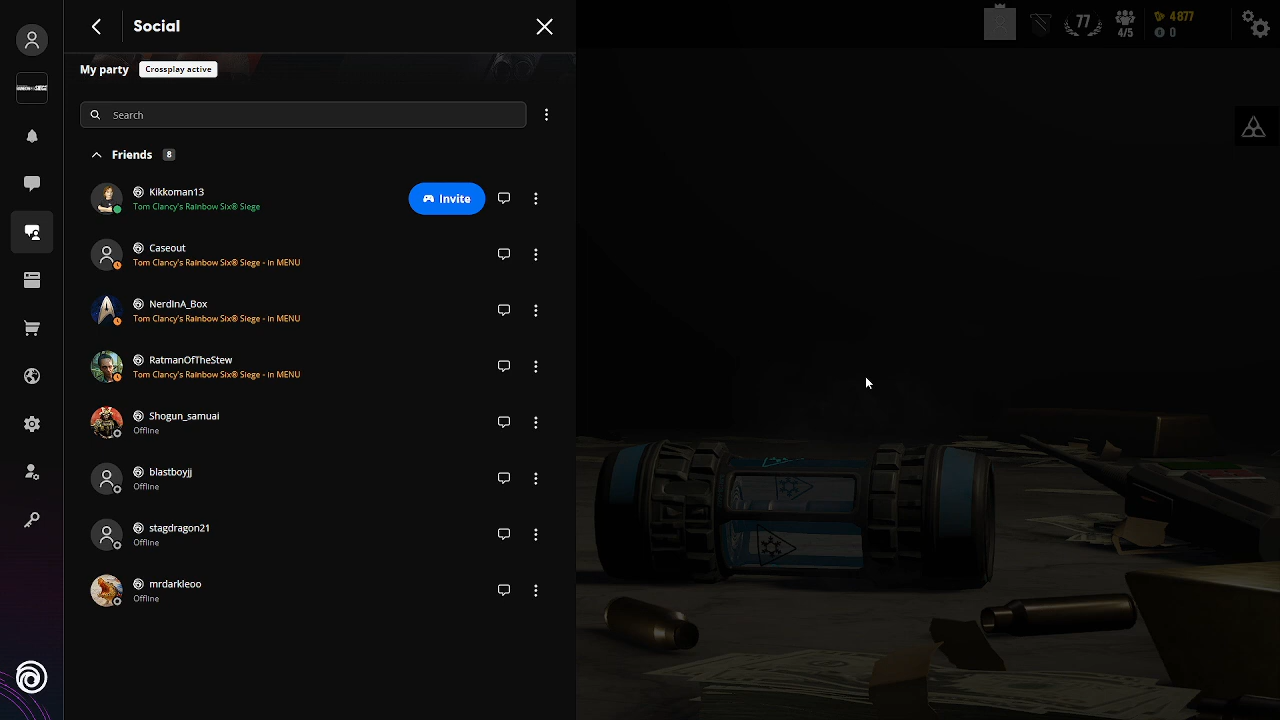 Social
77
4/5
4 877
0
My party
Crossplay active
Search
Friends 8
Kikkoman13
Tom Clancy's Rainbow Six® Siege
Invite
Caseout
Tom Clancy's Rainbow Six® Siege - in MENU
NerdInA_Box
Tom Clancy's Rainbow Six® Siege - in MENU
RatmanOfTheStew
Tom Clancy's Rainbow Six® Siege - in MENU
Shogun_samuai
Offline
blastboyjj
Offline
stagdragon21
Offline
mrdarkleoo
Offline